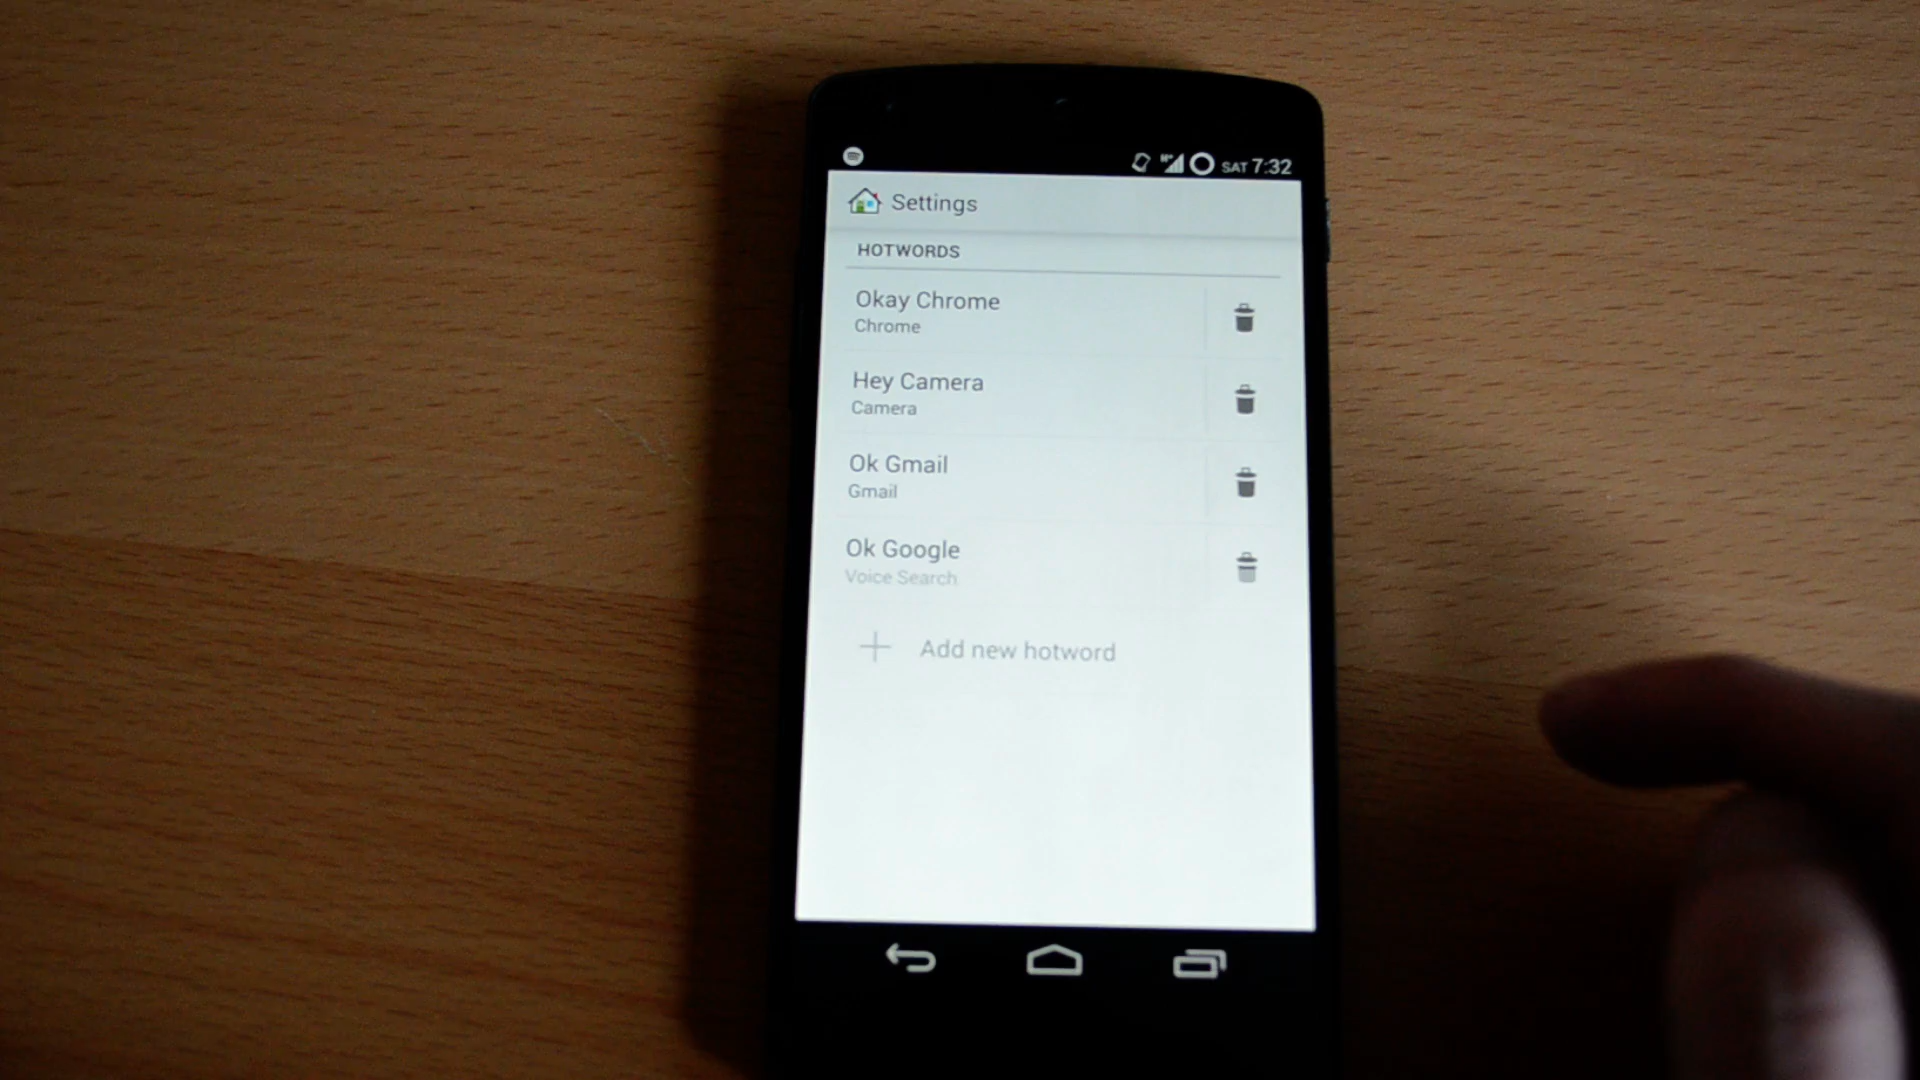 SAT 7:32
Settings
HOTWORDS
Okay Chrome
Chrome
Hey Camera
Camera
Ok Gmail
Gmail
Ok Google
Voice Search
Add new hotword